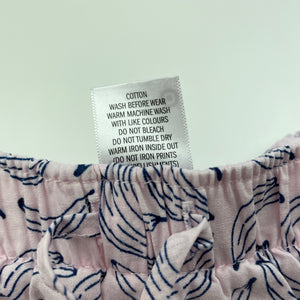 COTTON
WASH BEFORE WEAR
WARM MACHINE WASH
WITH LIKE COLOURS
DO NOT BLEACH
DO NOT TUMBLE DRY
WARM IRON INSIDE OUT
(DO NOT IRON PRINTS